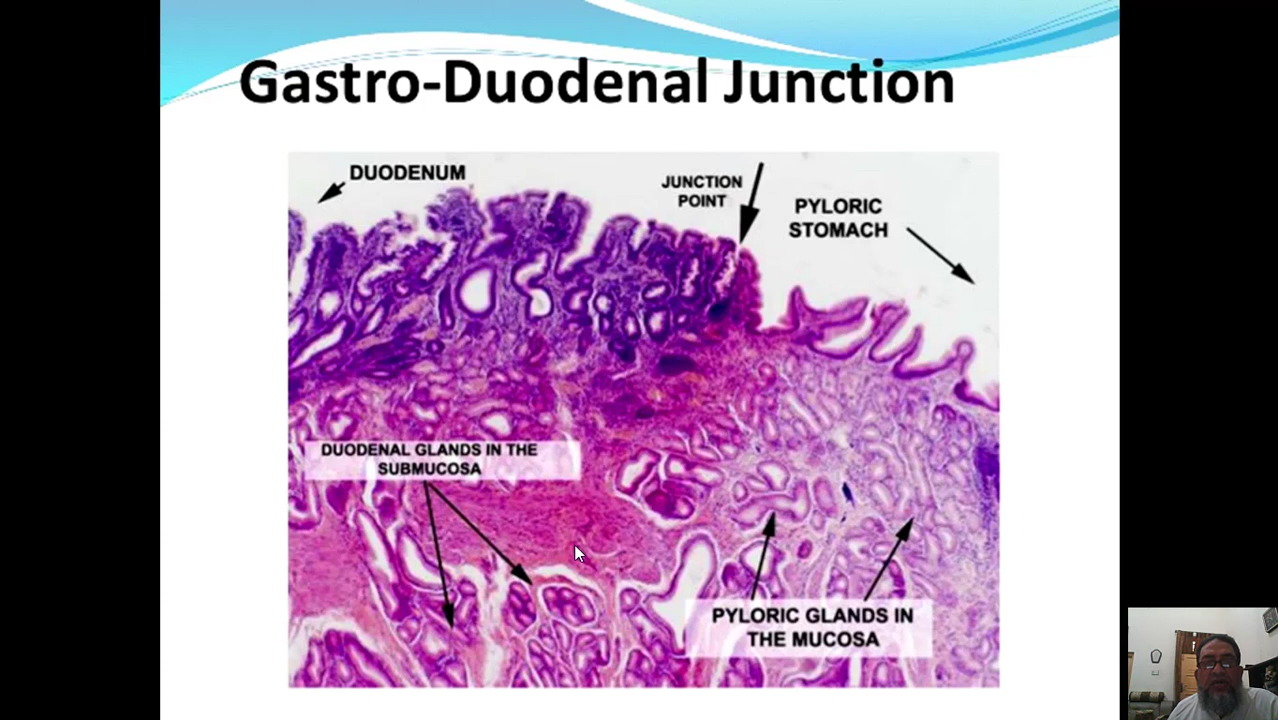 Gastro-Duodenal Junction
DUODENUM
JUNCTION
POINT
PYLORIC
STOMACH
DUODENAL GLANDS IN THE
SUBMUCOSA
PYLORIC GLANDS IN
THE MUCOSA